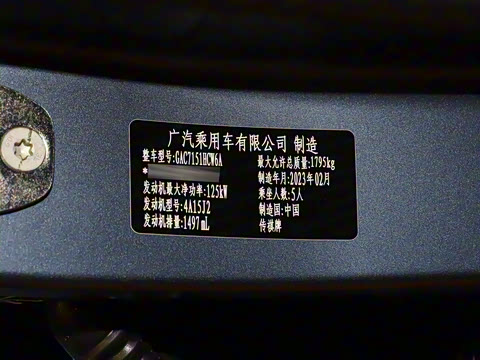 广汽乘用车有限公司 制造
整车型号:GAC7151HCW6A
最大允许总质量:1795kg
*
制造年月:2023年02月
发动机最大净功率:125kW
乘坐人数:5人
发动机型号:4A15J2
制造国:中国
发动机排量:1497mL
传祺牌